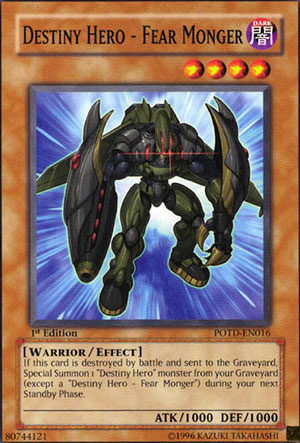 DESTINY HERO - FEAR MONGER
DARK
闇
1st Edition
POTD-EN016
[WARRIOR / EFFECT]
If this card is destroyed by battle and sent to the Graveyard,
Special Summon 1 "Destiny Hero" monster from your Graveyard
(except a "Destiny Hero - Fear Monger") during your next
Standby Phase.
ATK/1000 DEF/1000
80744121
©1996 KAZUKI TAKAHASHI